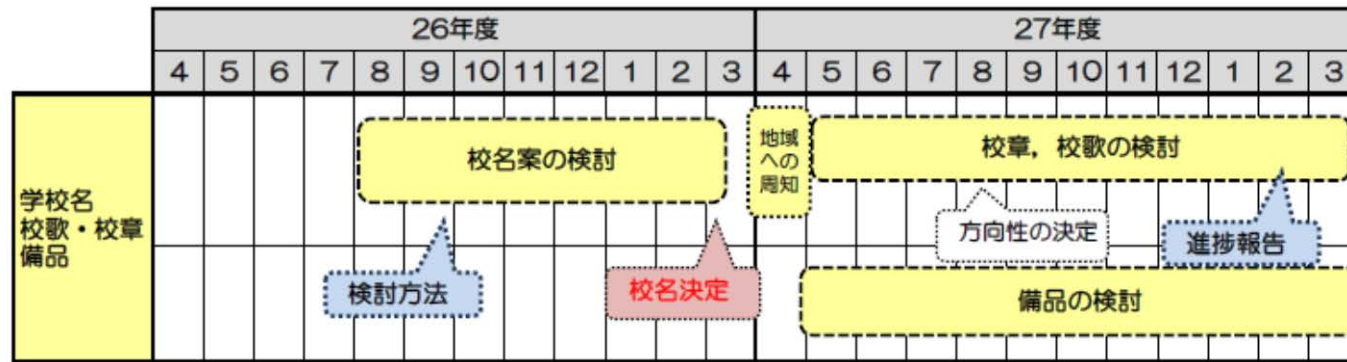 26年度 27年度
4 5 6 7 8 9 10 11 12 1 2 3 4 5 6 7 8 9 10 11 12 1 2 3
学校名
校歌・校章
備品
校名案の検討
地域
への
周知
校章，校歌の検討
検討方法
校名決定
方向性の決定
進捗報告
備品の検討